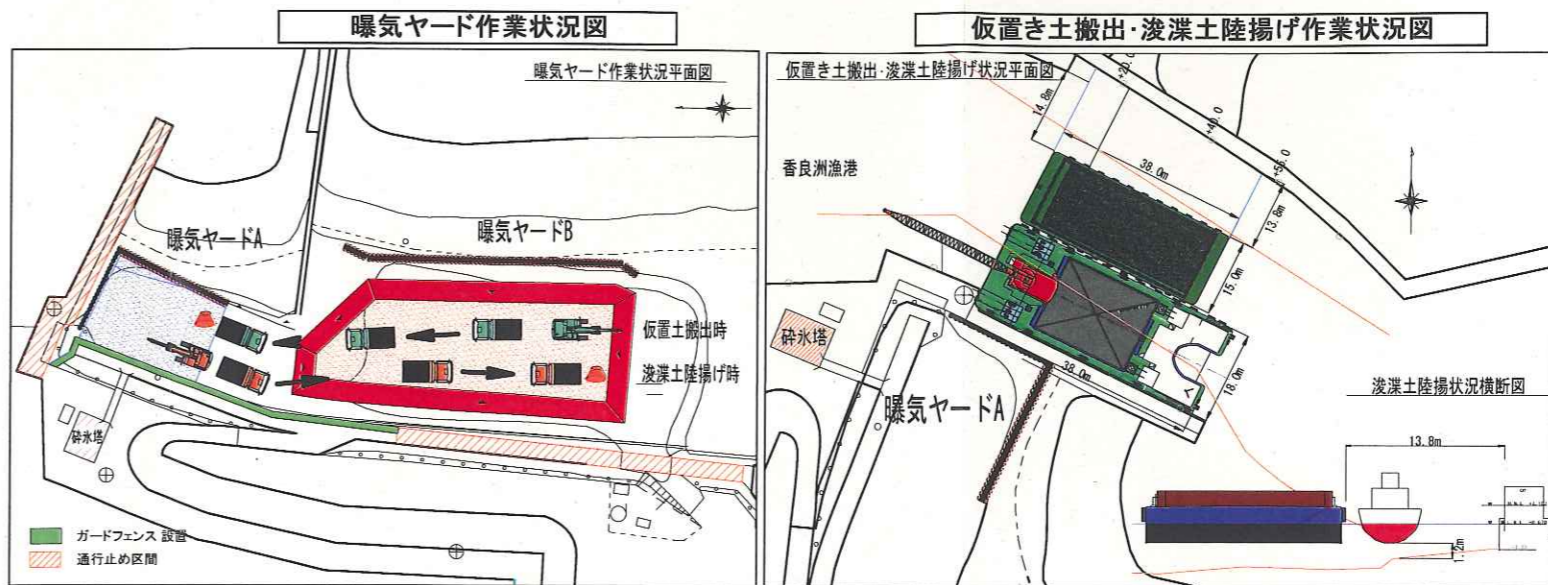 曝気ヤード作業状況図
曝気ヤード作業状況平面図
曝気ヤードA
曝気ヤードB
仮置土搬出時
浚渫土陸揚げ時
砕氷塔
ガードフェンス 設置
通行止め区間
仮置き土搬出・浚渫土陸揚げ作業状況図
仮置き土搬出・浚渫土陸揚げ状況平面図
香良洲漁港
+20.0
14.8m
+40.0
38.0m
+55.0
13.8m
15.0m
砕氷塔
38.0m
18.0m
曝気ヤードA
浚渫土陸揚状況横断図
13.8m
1.2m